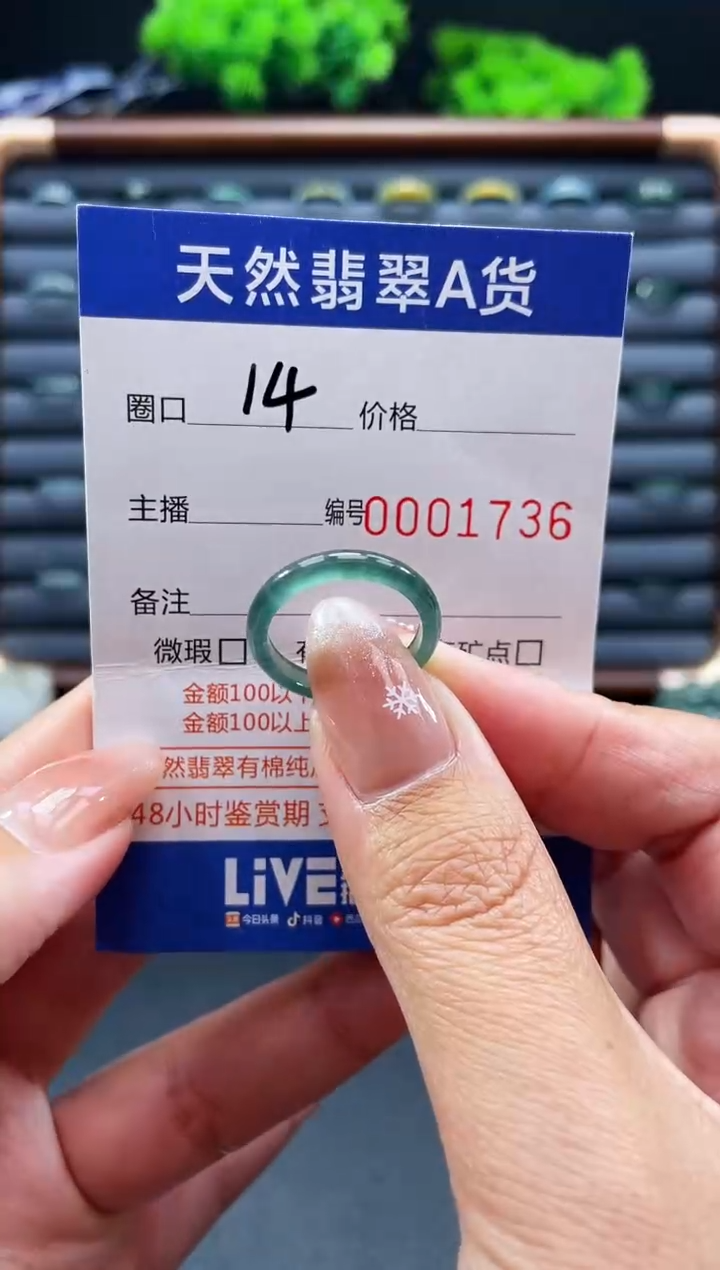 天然翡翠A货
圈口 14 价格
主播 编号0001736
备注
微瑕□ 矿点□
金额100以
金额100以上
然翡翠有棉纯
48小时鉴赏期
LiVE
今日头条 抖音